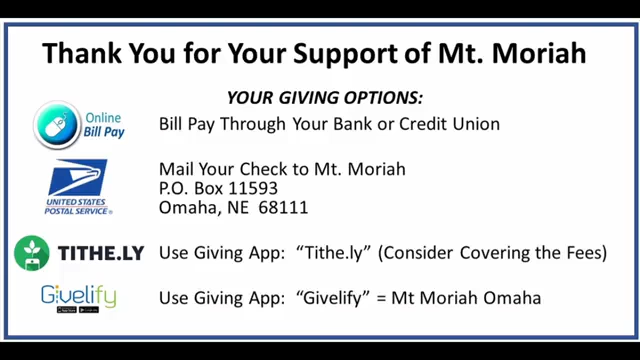 Thank You for Your Support of Mt. Moriah
YOUR GIVING OPTIONS:
Online
Bill Pay
Bill Pay Through Your Bank or Credit Union
UNITED STATES
POSTAL SERVICE®
Mail Your Check to Mt. Moriah
P.O. Box 11593
Omaha, NE 68111
TITHE.LY
Use Giving App: “Tithe.ly” (Consider Covering the Fees)
Givelify
Use Giving App: “Givelify” = Mt Moriah Omaha